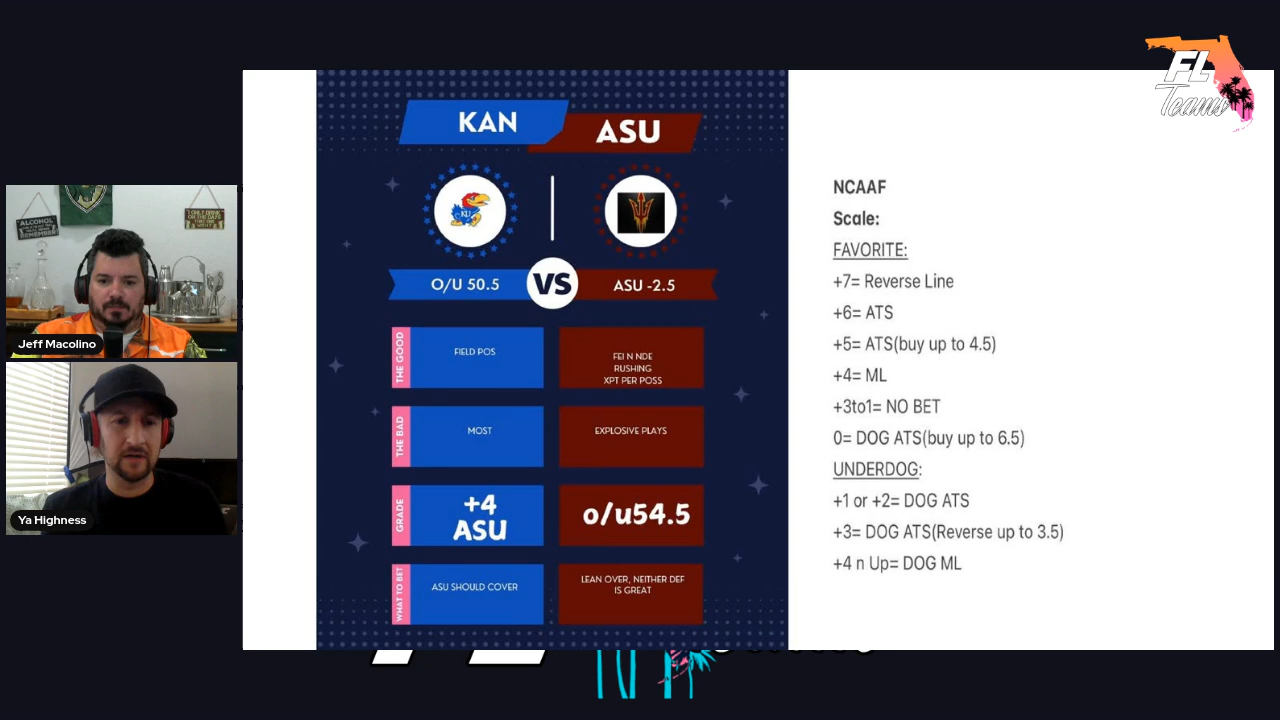 FL
Teams
KAN
ASU
KU
O/U 50.5
VS
ASU -2.5
THE GOOD
FIELD POS
FEI N NDE
RUSHING
XPT PER POSS
THE BAD
MOST
EXPLOSIVE PLAYS
GRADE
+4
ASU
o/u54.5
WHAT TO BET
ASU SHOULD COVER
LEAN OVER, NEITHER DEF
IS GREAT
NCAAF
Scale:
FAVORITE:
+7= Reverse Line
+6= ATS
+5= ATS(buy up to 4.5)
+4= ML
+3to1= NO BET
0= DOG ATS(buy up to 6.5)
UNDERDOG:
+1 or +2= DOG ATS
+3= DOG ATS(Reverse up to 3.5)
+4 n Up= DOG ML
ALCOHOL
REMEMBER
Jeff Macolino
Ya Highness